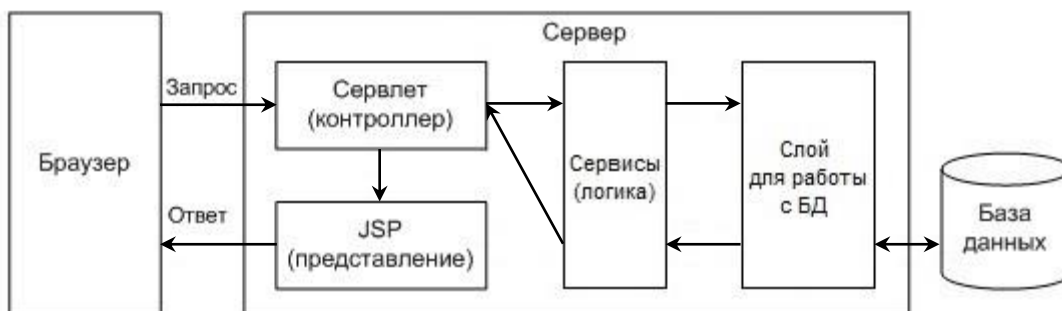 Сервер
Запрос
Сервлет
(контроллер)
Браузер
Сервисы
(логика)
Слой
для работы
с БД
Ответ
JSP
(представление)
База
данных